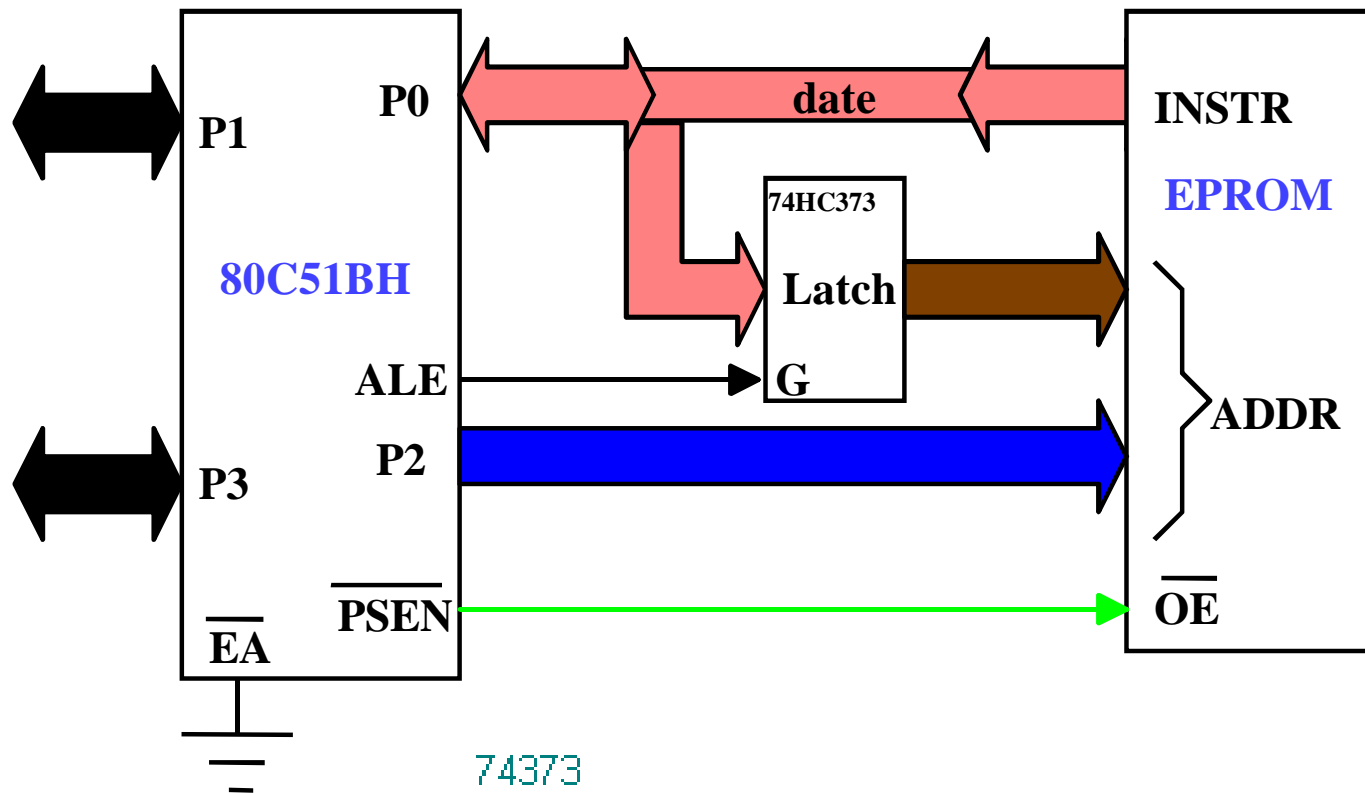 P0
date
INSTR
P1
74HC373
EPROM
80C51BH
Latch
ALE
G
ADDR
P2
P3
PSEN
OE
EA
74373